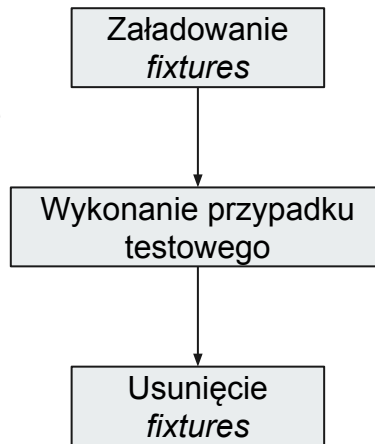 Załadowanie
fixtures
Wykonanie przypadku
testowego
Usunięcie
fixtures